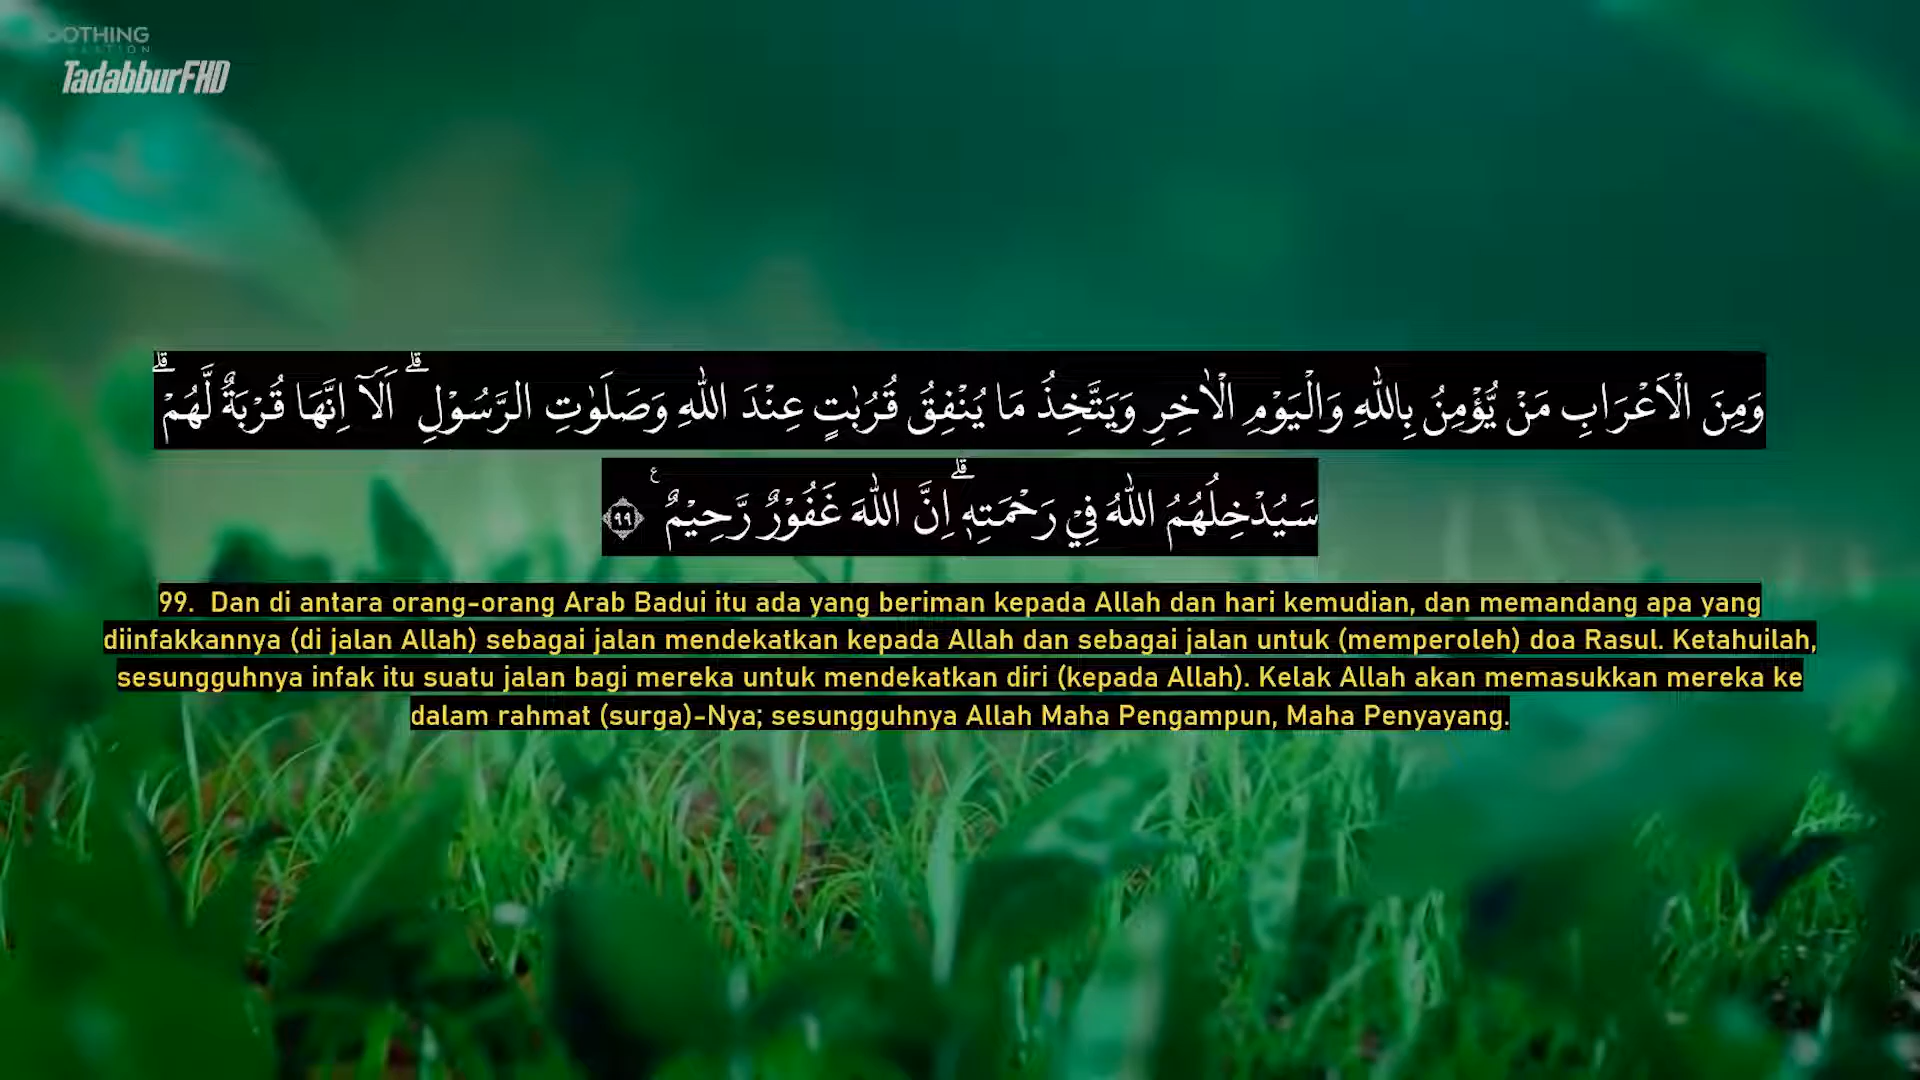 OOTHING
TadabburFHD
وَمِنَ الْاَعْرَابِ مَنْ يُّؤْمِنُ بِاللّٰهِ وَالْيَوْمِ الْاٰخِرِ وَيَتَّخِذُ مَا يُنْفِقُ قُرُبٰتٍ عِنْدَ اللّٰهِ وَصَلَوٰتِ الرَّسُوْلِ ۗ اَلَآ اِنَّهَا قُرْبَةٌ لَّهُمْ ۗ
سَيُدْخِلُهُمُ اللّٰهُ فِيْ رَحْمَتِهٖ ۗ اِنَّ اللّٰهَ غَفُوْرٌ رَّحِيْمٌ ࣖ ٩٩
99. Dan di antara orang-orang Arab Badui itu ada yang beriman kepada Allah dan hari kemudian, dan memandang apa yang
diinfakkannya (di jalan Allah) sebagai jalan mendekatkan kepada Allah dan sebagai jalan untuk (memperoleh) doa Rasul. Ketahuilah,
sesungguhnya infak itu suatu jalan bagi mereka untuk mendekatkan diri (kepada Allah). Kelak Allah akan memasukkan mereka ke
dalam rahmat (surga)-Nya; sesungguhnya Allah Maha Pengampun, Maha Penyayang.